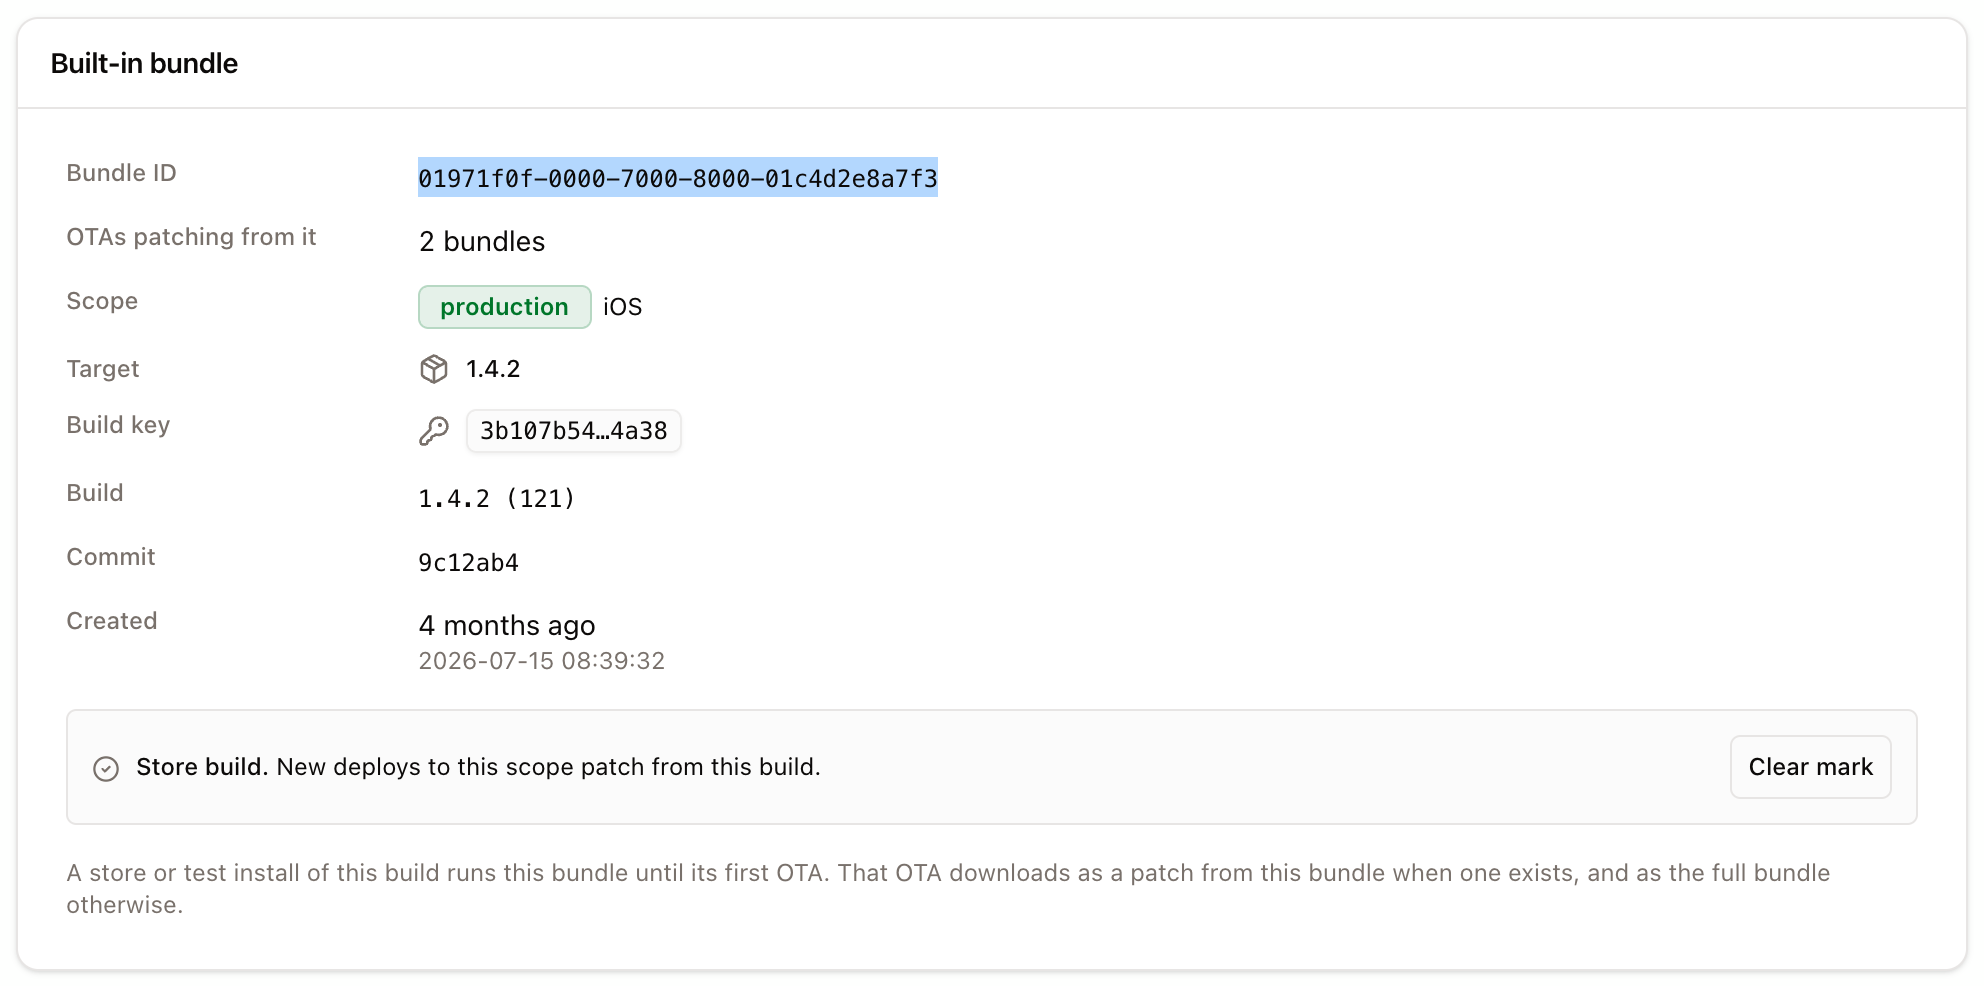 Built-in bundle
Bundle ID
01971f0f-0000-7000-8000-01c4d2e8a7f3
OTAs patching from it
2 bundles
Scope
production iOS
Target
1.4.2
Build key
3b107b54…4a38
Build
1.4.2 (121)
Commit
9c12ab4
Created
4 months ago
2026-07-15 08:39:32
Store build. New deploys to this scope patch from this build.
Clear mark
A store or test install of this build runs this bundle until its first OTA. That OTA downloads as a patch from this bundle when one exists, and as the full bundle
otherwise.